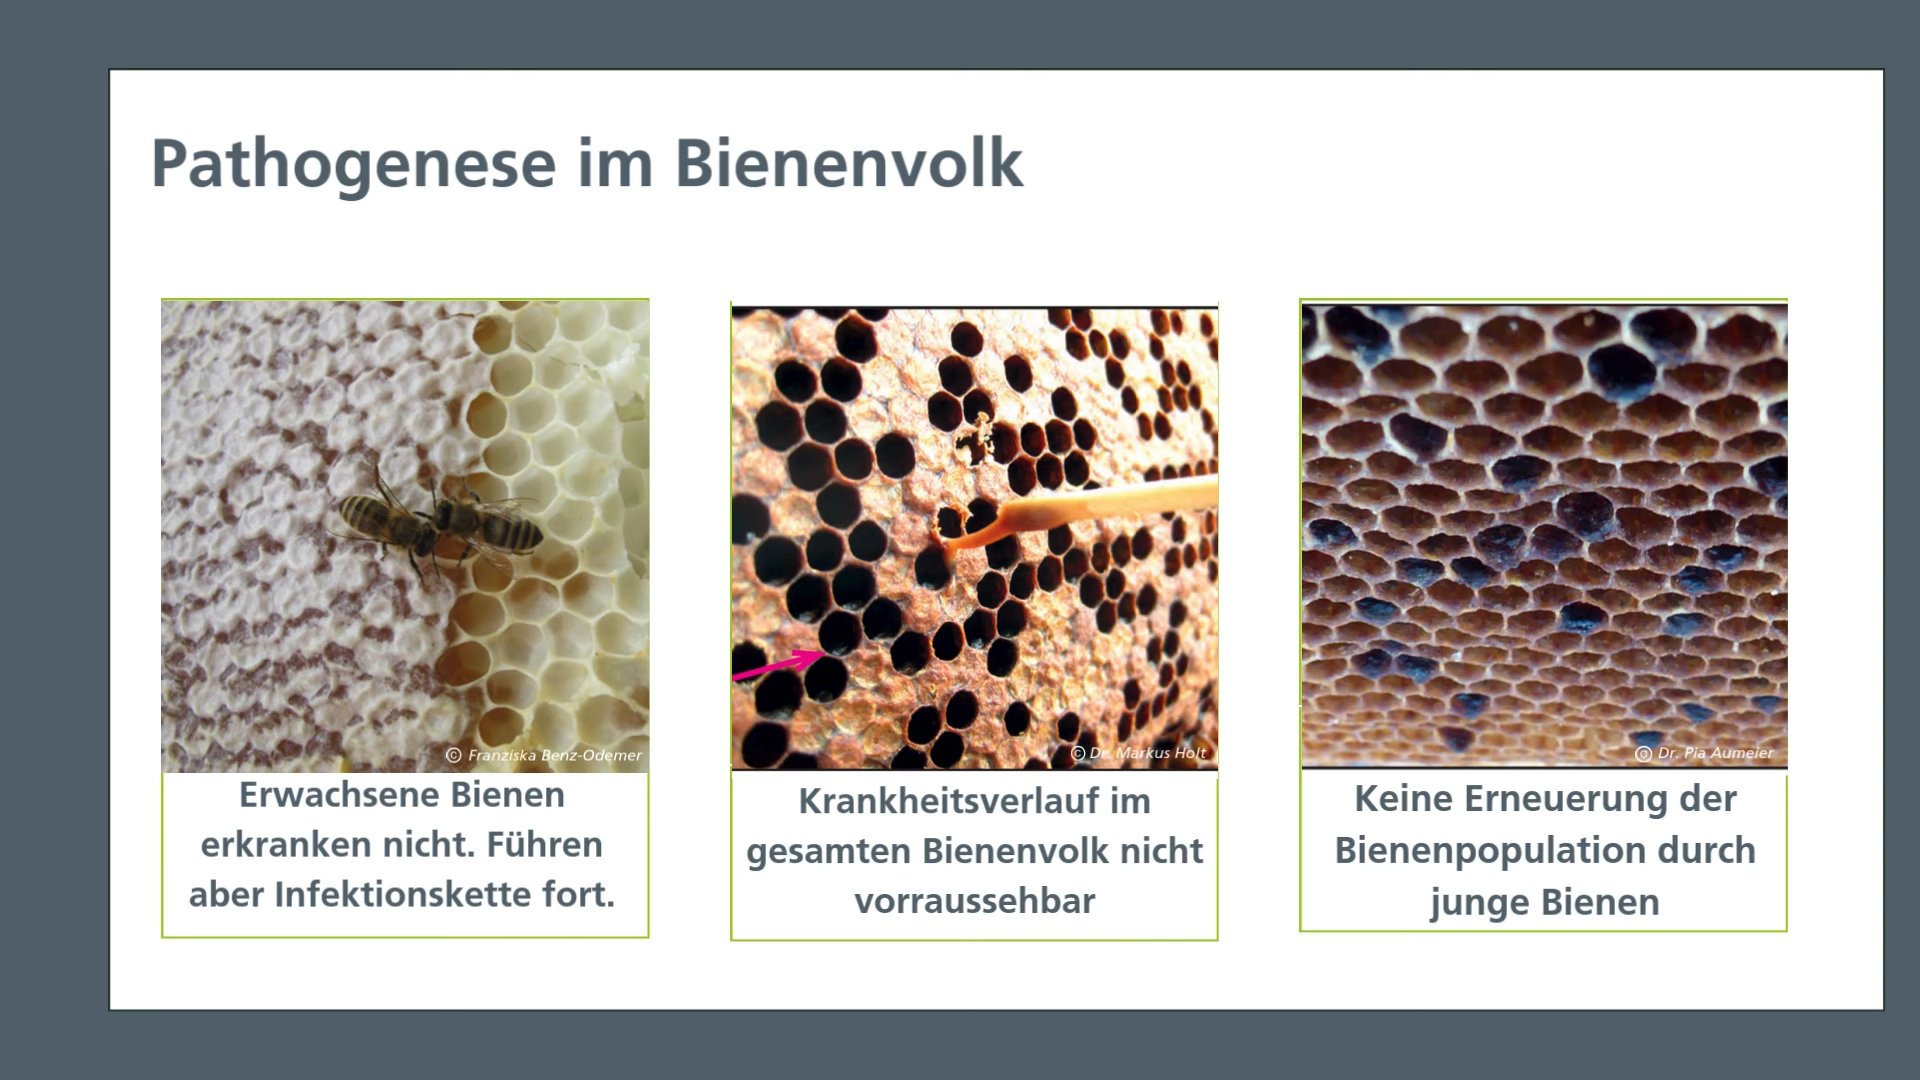 Pathogenese im Bienenvolk
© Franziska Benz-Odemer
Erwachsene Bienen
erkranken nicht. Führen
aber Infektionskette fort.
© Dr. Markus Holt
Krankheitsverlauf im
gesamten Bienenvolk nicht
vorraussehbar
© Dr. Pia Aumeier
Keine Erneuerung der
Bienenpopulation durch
junge Bienen